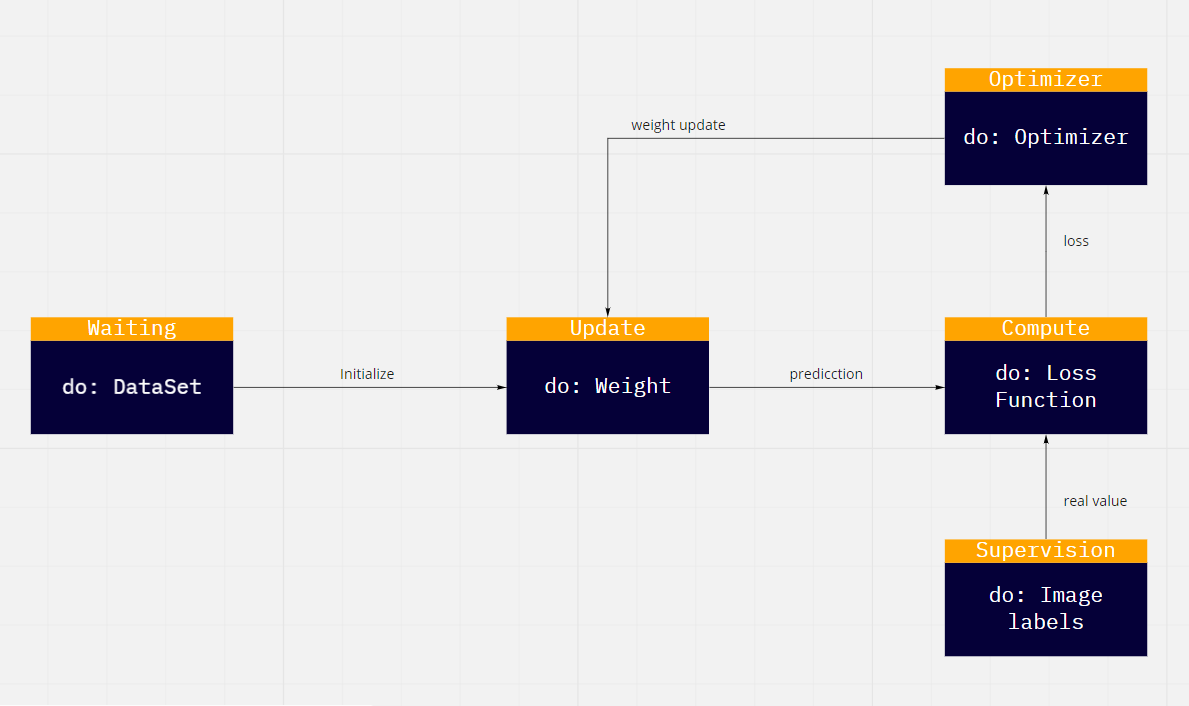 Optimizer
do: Optimizer
weight update
loss
Waiting
do: DataSet
Initialize
Update
do: Weight
predicction
Compute
do: Loss
Function
real value
Supervision
do: Image
labels